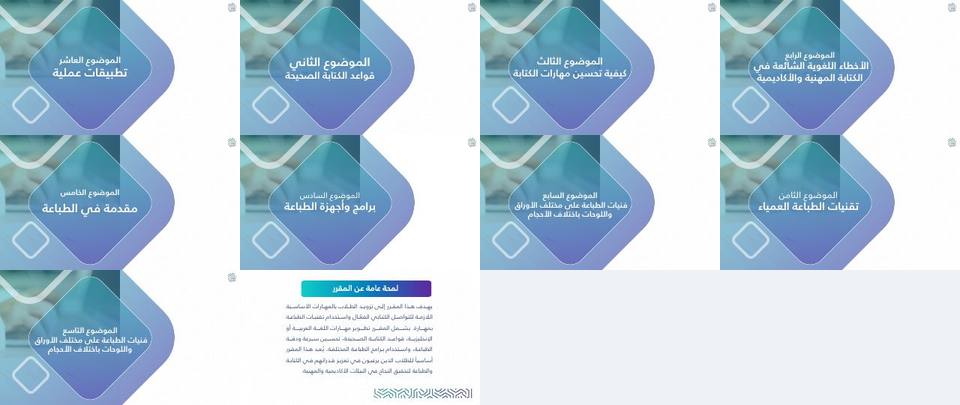 الموضوع العاشر
تطبيقات عملية
الموضوع الثاني
قواعد الكتابة الصحيحة
الموضوع الثالث
كيفية تحسين مهارات الكتابة
الموضوع الرابع
الأخطاء اللغوية الشائعة في
الكتابة المهنية والأكاديمية
الموضوع الخامس
مقدمة في الطباعة
الموضوع السادس
برامج وأجهزة الطباعة
الموضوع السابع
فنيات الطباعة على مختلف الأوراق
واللوحات باختلاف الأحجام
الموضوع الثامن
تقنيات الطباعة العمياء
الموضوع التاسع
فنيات الطباعة على مختلف الأوراق
واللوحات باختلاف الأحجام
لمحة عامة عن المقرر
يهدف هذا المقرر إلى تزويد الطلاب بالمهارات الأساسية
اللازمة للتواصل الكتابي الفعال واستخدام تقنيات الطباعة
بمهارة. يشمل المقرر تطوير مهارات اللغة العربية أو
الإنجليزية، قواعد الكتابة الصحيحة، تحسين سرعة ودقة
الطباعة، واستخدام برامج الطباعة المختلفة. يُعد هذا المقرر
أساسياً للطلاب الذين يرغبون في تعزيز قدراتهم في الكتابة
والطباعة لتحقيق النجاح في البيئات الأكاديمية والمهنية.